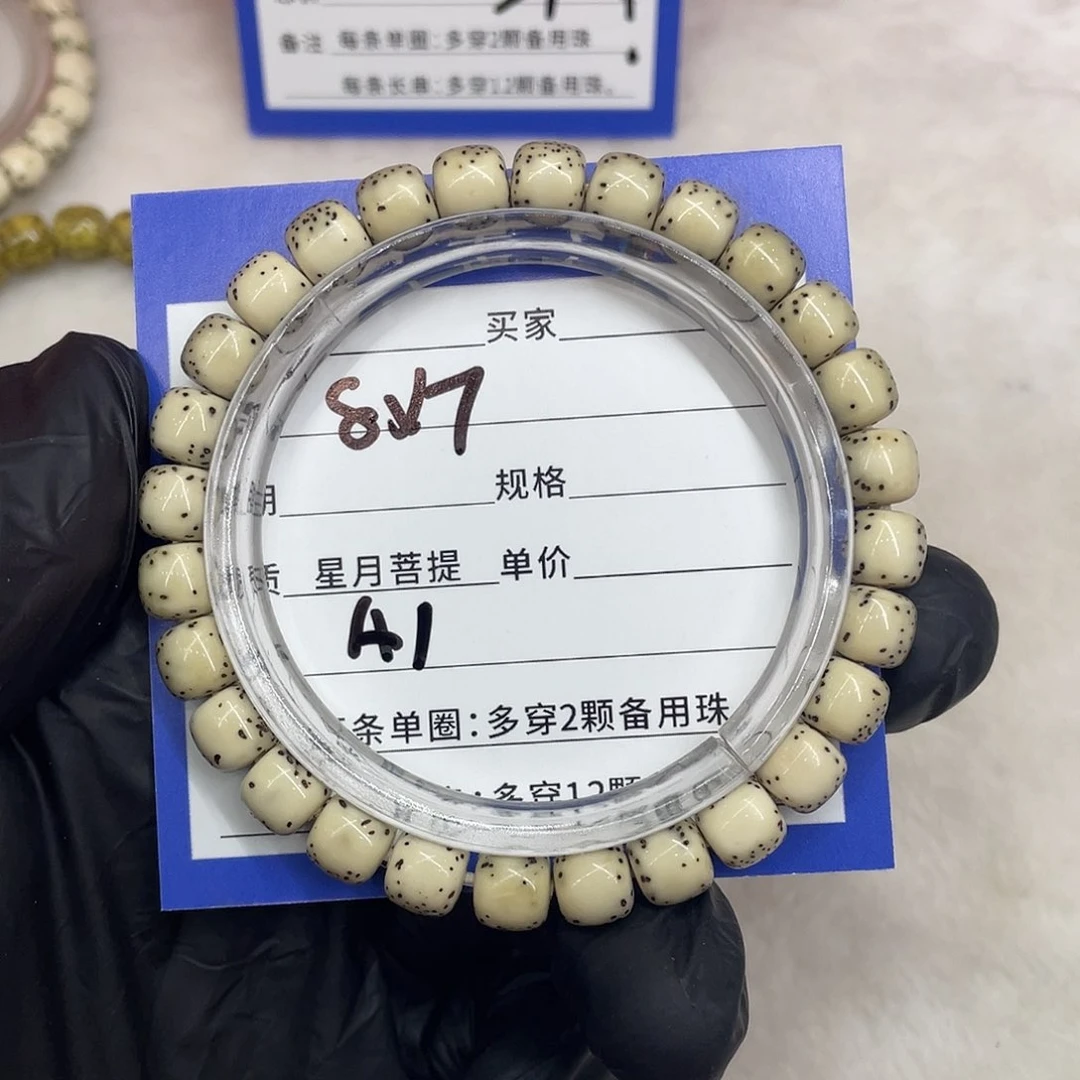 备注 每条单圈：多穿2颗备用珠
每条长串：多穿12颗备用珠。
买家
8x7
规格
质 星月菩提 单价
41
条单圈：多穿2颗备用珠
：多穿12颗